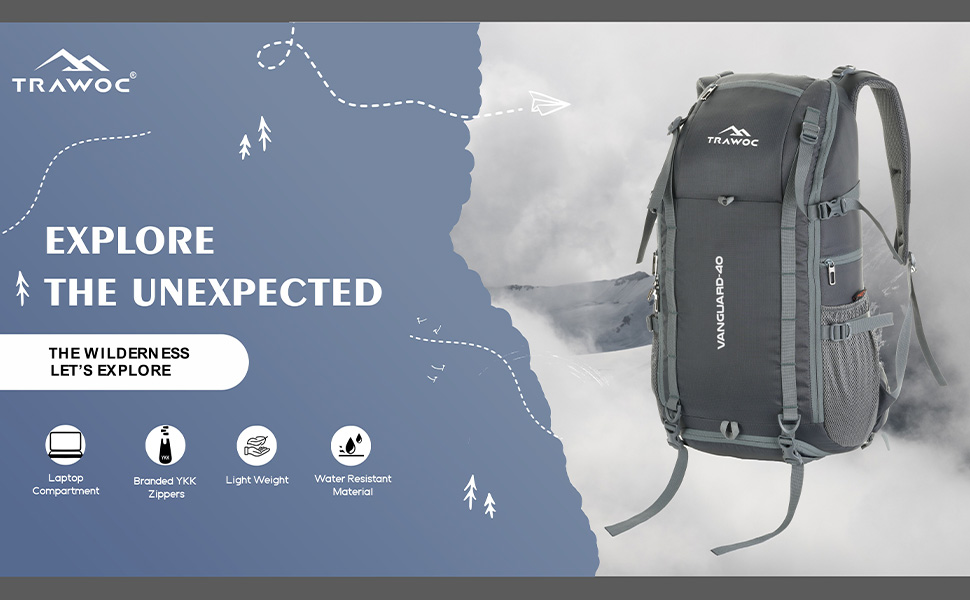 TRAWOC®
EXPLORE
THE UNEXPECTED
THE WILDERNESS
LET'S EXPLORE
Laptop
Compartment
YKK
Branded YKK
Zippers
Light Weight
Water Resistant
Material
TRAWOC
VANGUARD-40